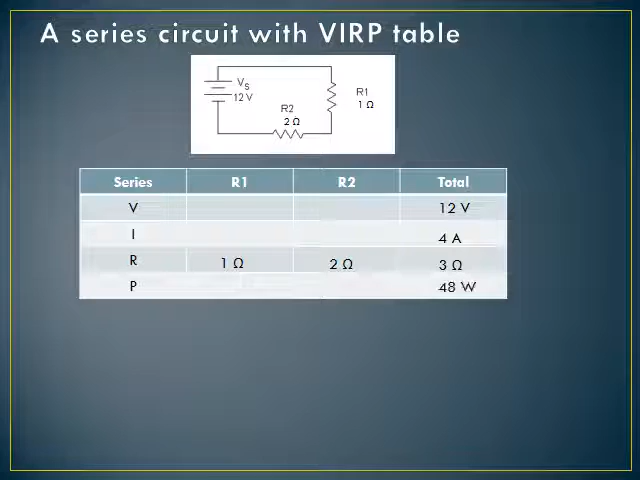 A series circuit with VIRP table
VS
12 V
R1
1 Ω
R2
2 Ω
Series R1 R2 Total
V 12 V
I 4 A
R 1 Ω 2 Ω 3 Ω
P 48 W